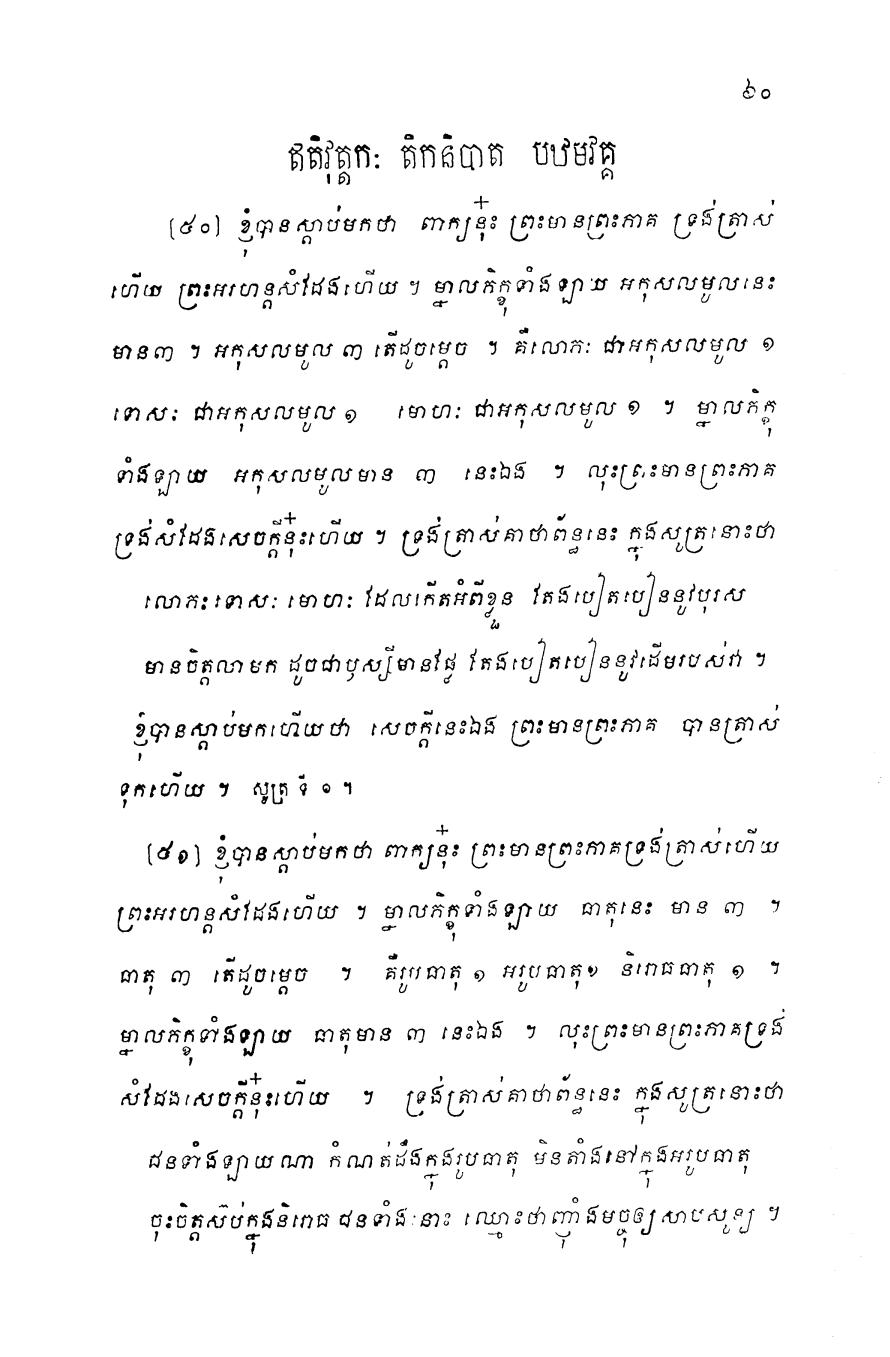 ៦០
ឥតិវុត្តកៈ តិកនិបាត បឋមវគ្គ
(៥០) ខ្ញុំបានស្តាប់មកថា ពាក្យនុ៎ះ ព្រះមានព្រះភាគ ទ្រង់ត្រាស់
ហើយ ព្រះអរហន្តសំដែងហើយ ។ ម្នាលភិក្ខុទាំងឡាយ អកុសលមូលនេះ
មាន៣ ។ អកុសលមូល ៣ តើដូចម្តេច ។ គឺលោភៈ ជាអកុសលមូល ១
ទោសៈ ជាអកុសលមូល ១ មោហៈ ជាអកុសលមូល ១ ។ ម្នាលភិក្ខុ
ទាំងឡាយ អកុសលមូលមាន ៣ នេះឯង ។ លុះព្រះមានព្រះភាគ
ទ្រង់សំដែងសេចក្តីនុ៎ះហើយ ។ ទ្រង់ត្រាស់គាថាព័ន្ធនេះ ក្នុងសូត្រនោះថា
លោភៈទោសៈ មោហៈ ដែលកើតអំពីខ្លួន តែងបៀតបៀននូវបុរស
មានចិត្តលាមក ដូចជាឫស្សីមានផ្លែ តែងបៀតបៀននូវដើមរបស់វា ។
ខ្ញុំបានស្តាប់មកហើយថា សេចក្តីនេះឯង ព្រះមានព្រះភាគ បានត្រាស់
ទុកហើយ ។ សូត្រ ទី ១ ។
(៥១) ខ្ញុំបានស្តាប់មកថា ពាក្យនុ៎ះ ព្រះមានព្រះភាគទ្រង់ត្រាស់ហើយ
ព្រះអរហន្តសំដែងហើយ ។ ម្នាលភិក្ខុទាំងឡាយ ធាតុនេះ មាន ៣ ។
ធាតុ ៣ តើដូចម្តេច ។ គឺរូបធាតុ ១ អរូបធាតុ១ និរោធធាតុ ១ ។
ម្នាលភិក្ខុទាំងឡាយ ធាតុមាន ៣ នេះឯង ។ លុះព្រះមានព្រះភាគទ្រង់
សំដែងសេចក្តីនុ៎ះហើយ ។ ទ្រង់ត្រាស់គាថាព័ន្ធនេះ ក្នុងសូត្រនោះថា
ជនទាំងឡាយណា កំណត់ដឹងក្នុងរូបធាតុ មិនតាំងនៅក្នុងអរូបធាតុ
ចុះចិត្តស៊ប់ក្នុងនិរោធ ជនទាំងនោះ ឈ្មោះថាញ៉ាំងមច្ចុឲ្យសាបសូន្យ ។